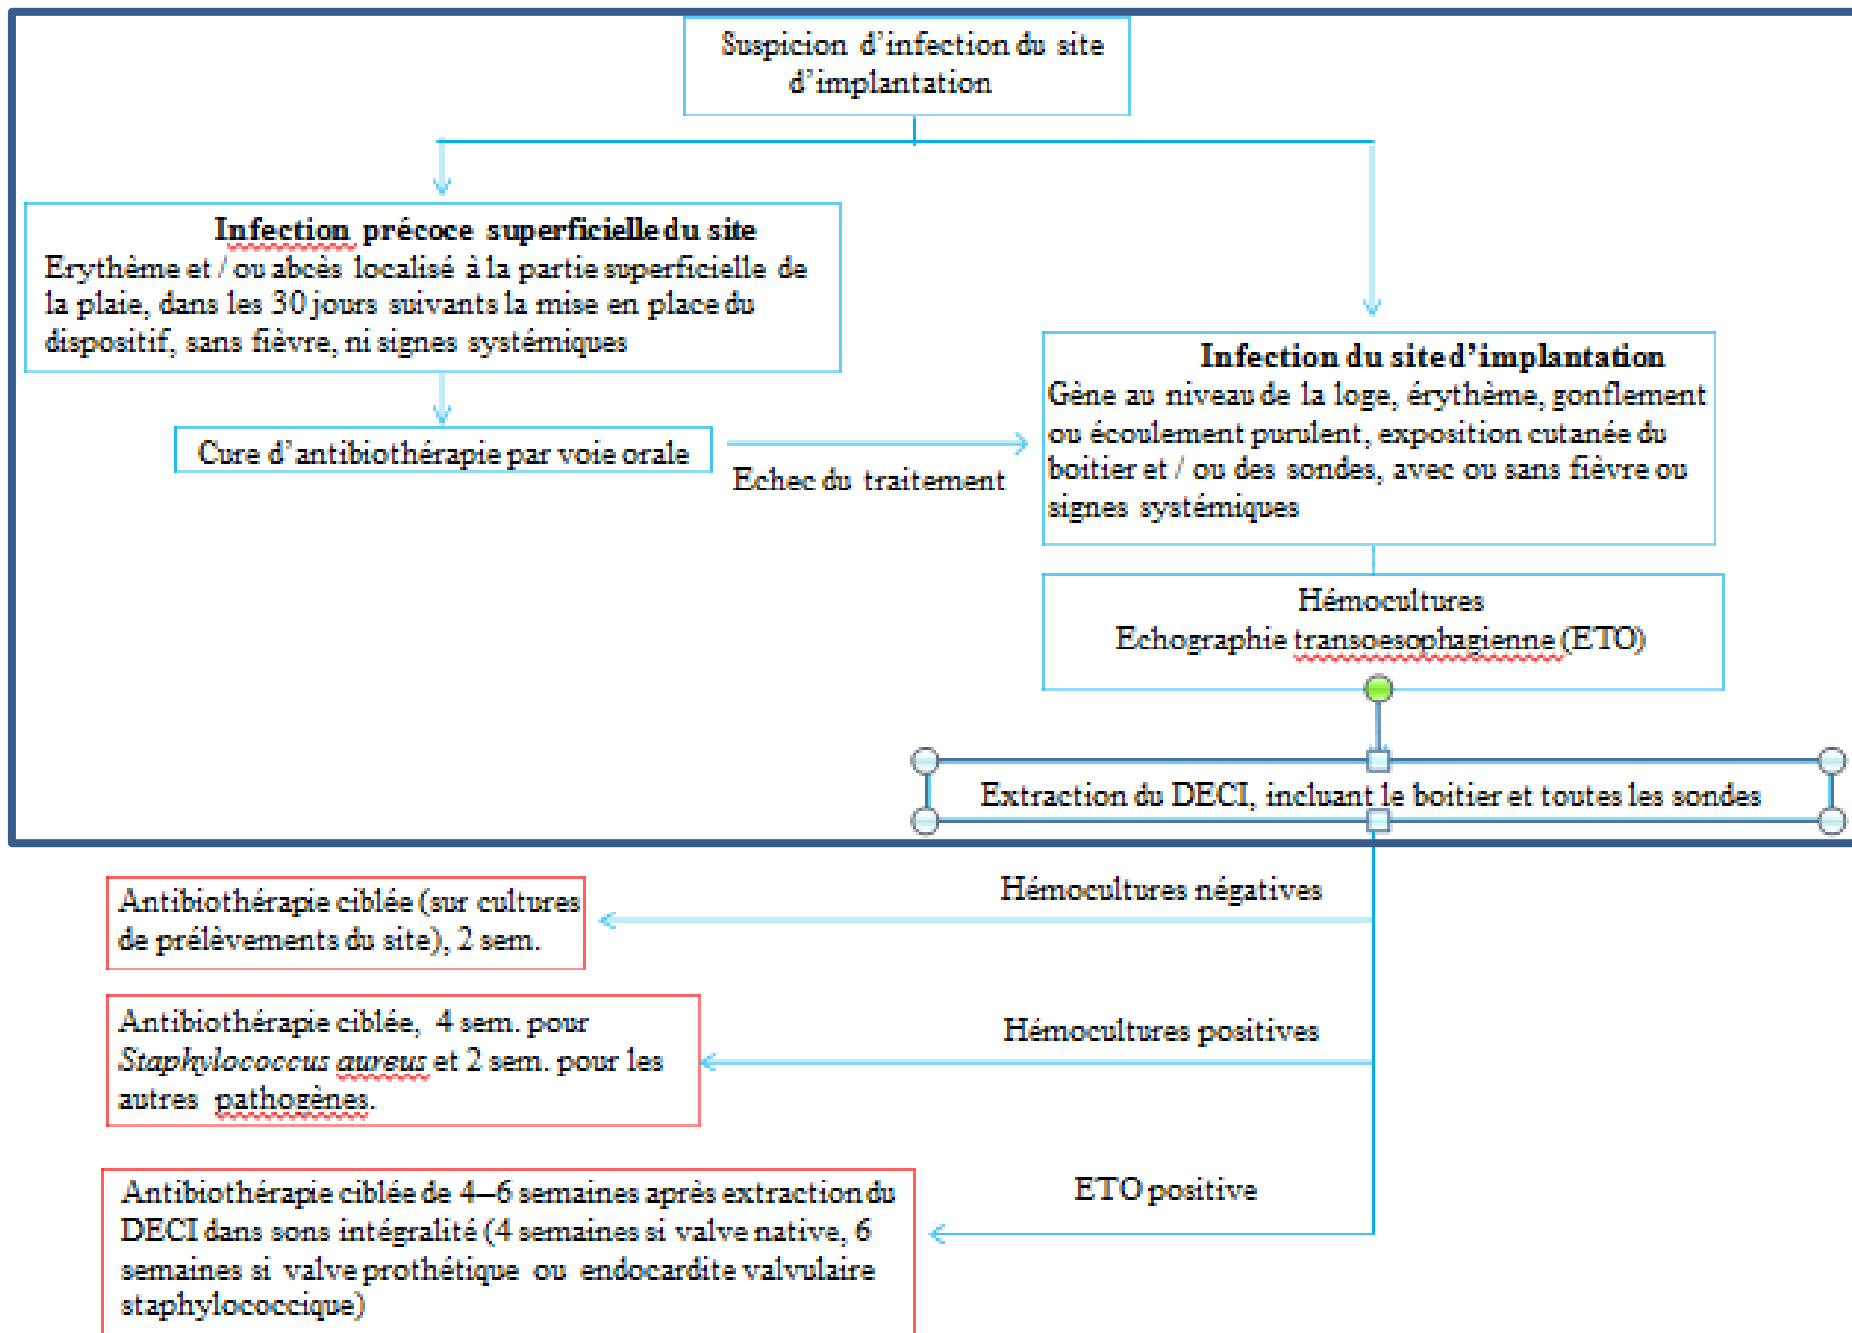 Suspicion d'infection du site
d'implantation
Infection précoce superficielle du site
Erythème et / ou abcès localisé à la partie superficielle de
la plaie, dans les 30 jours suivants la mise en place du
dispositif, sans fièvre, ni signes systémiques
Cure d'antibiothérapie par voie orale
Echec du traitement
Infection du site d'implantation
Gène au niveau de la loge, érythème, gonflement
ou écoulement purulent, exposition cutanée du
boitier et / ou des sondes, avec ou sans fièvre ou
signes systémiques
Hémocultures
Echographie transoesophagienne (ETO)
Extraction du DECI, incluant le boitier et toutes les sondes
Hémocultures négatives
Antibiothérapie ciblée (sur cultures
de prélèvements du site), 2 sem.
Hémocultures positives
Antibiothérapie ciblée, 4 sem. pour
Staphylococcus aureus et 2 sem. pour les
autres pathogènes.
ETO positive
Antibiothérapie ciblée de 4–6 semaines après extraction du
DECI dans sons intégralité (4 semaines si valve native, 6
semaines si valve prothétique ou endocardite valvulaire
staphylococcique)